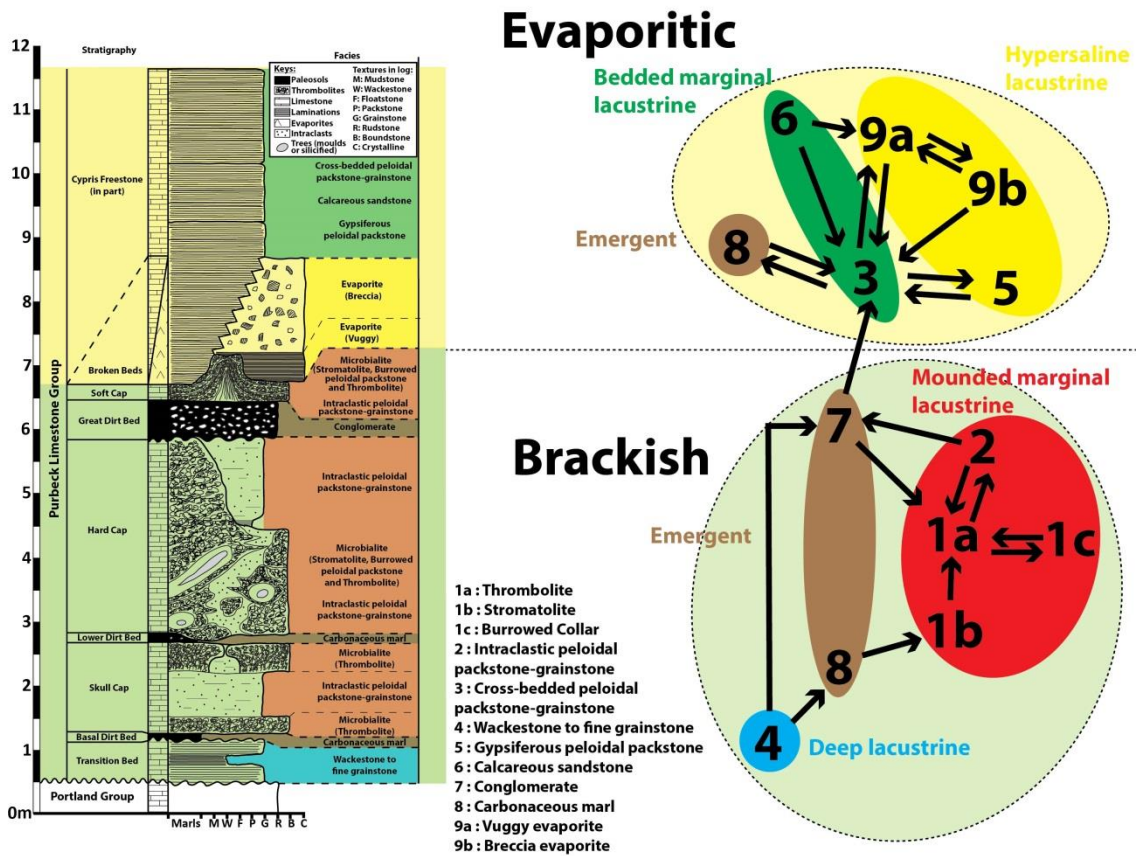 Stratigraphy
Facies
12
11
10
9
8
7
6
5
4
3
2
1
0m
Purbeck Limestone Group
Cypris Freestone
(in part)
Broken Beds
Soft Cap
Great Dirt Bed
Hard Cap
Lower Dirt Bed
Skull Cap
Basal Dirt Bed
Transition Bed
Portland Group
Marls M W F P G R B C
Keys:
Paleosols
Thrombolites
Limestone
Laminations
Evaporites
Intraclasts
Trees (moulds
or silicified)
Textures in log:
M: Mudstone
W: Wackestone
F: Floatstone
P: Packstone
G: Grainstone
R: Rudstone
B: Boundstone
C: Crystalline
Cross-bedded peloidal
packstone-grainstone
Calcareous sandstone
Gypsiferous
peloidal packstone
Evaporite
(Breccia)
Evaporite
(Vuggy)
Microbialite
(Stromatolite, Burrowed
peloidal packstone
and Thrombolite)
Intraclastic peloidal
packstone-grainstone
Conglomerate
Intraclastic peloidal
packstone-grainstone
Microbialite
(Stromatolite, Burrowed
peloidal packstone
and Thrombolite)
Intraclastic peloidal
packstone-grainstone
Carbonaceous marl
Microbialite
(Thrombolite)
Intraclastic peloidal
packstone-grainstone
Microbialite
(Thrombolite)
Carbonaceous marl
Wackestone to
fine grainstone
Evaporitic
Bedded marginal
lacustrine
Hypersaline
lacustrine
6
9a
9b
Emergent
8
3
5
Brackish
Mounded marginal
lacustrine
7
2
Emergent
1a
1c
1b
8
4
Deep lacustrine
1a : Thrombolite
1b : Stromatolite
1c : Burrowed Collar
2 : Intraclastic peloidal
packstone-grainstone
3 : Cross-bedded peloidal
packstone-grainstone
4 : Wackestone to fine grainstone
5 : Gypsiferous peloidal packstone
6 : Calcareous sandstone
7 : Conglomerate
8 : Carbonaceous marl
9a : Vuggy evaporite
9b : Breccia evaporite